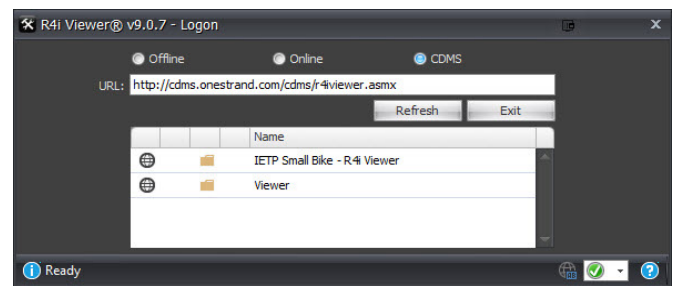 R4i Viewer® v9.0.7 - Logon
Offline Online CDMS
URL: http://cdms.onestrand.com/cdms/r4iviewer.asmx
Refresh Exit
Name
IETP Small Bike - R4i Viewer
Viewer
Ready